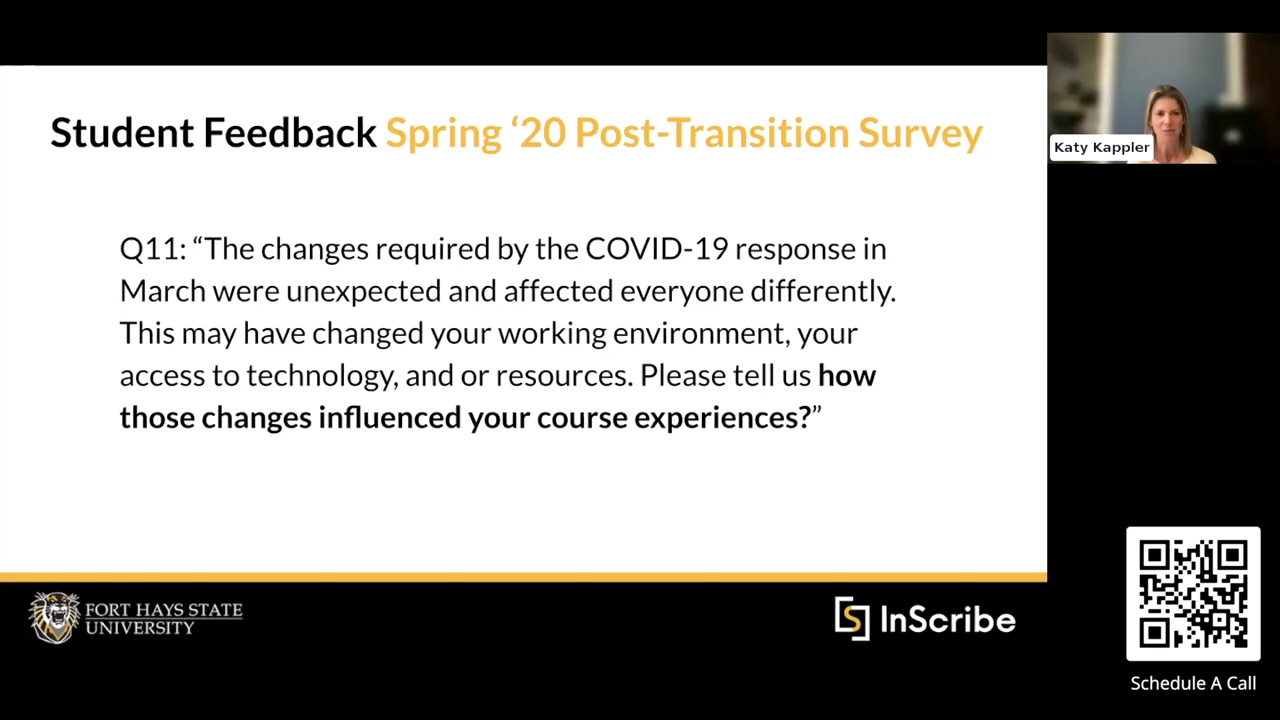 Student Feedback Spring ‘20 Post-Transition Survey
Katy Kappler
Q11: “The changes required by the COVID-19 response in
March were unexpected and affected everyone differently.
This may have changed your working environment, your
access to technology, and or resources. Please tell us how
those changes influenced your course experiences?”
FORT HAYS STATE
UNIVERSITY
InScribe
Schedule A Call